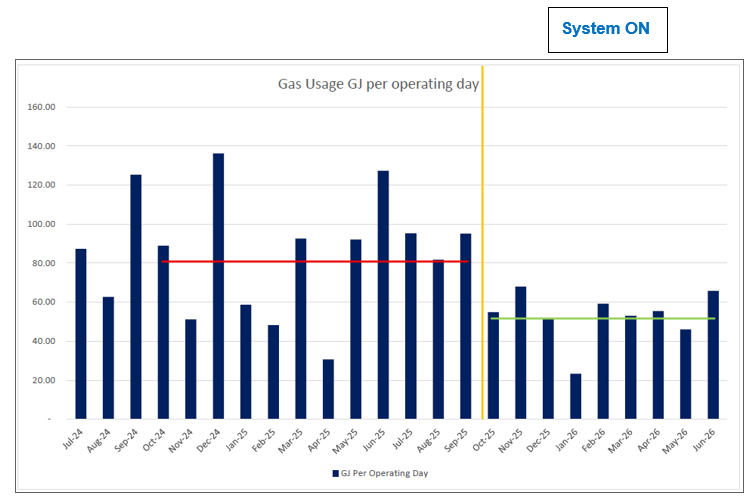 System ON
Gas Usage GJ per operating day
160.00
140.00
120.00
100.00
80.00
60.00
40.00
20.00
-
Jul-24 Aug-24 Sep-24 Oct-24 Nov-24 Dec-24 Jan-25 Feb-25 Mar-25 Apr-25 May-25 Jun-25 Jul-25 Aug-25 Sep-25 Oct-25 Nov-25 Dec-25 Jan-26 Feb-26 Mar-26 Apr-26 May-26 Jun-26
GJ Per Operating Day